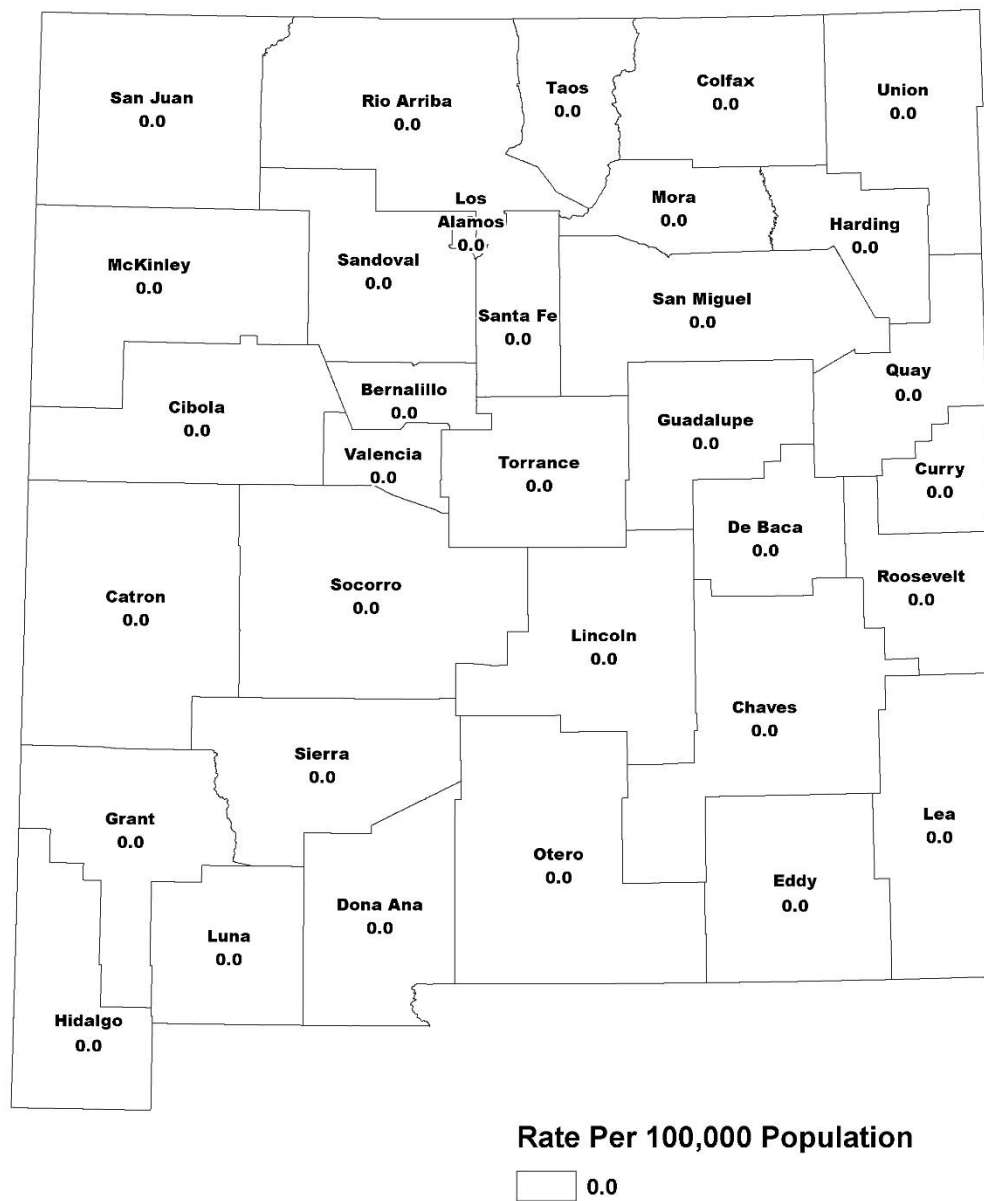 San Juan
0.0
Rio Arriba
0.0
Taos
0.0
Colfax
0.0
Union
0.0
Los
Alamos
0.0
Mora
0.0
Harding
0.0
McKinley
0.0
Sandoval
0.0
Santa Fe
0.0
San Miguel
0.0
Quay
0.0
Cibola
0.0
Bernalillo
0.0
Guadalupe
0.0
Valencia
0.0
Torrance
0.0
Curry
0.0
De Baca
0.0
Catron
0.0
Socorro
0.0
Roosevelt
0.0
Lincoln
0.0
Chaves
0.0
Sierra
0.0
Grant
0.0
Lea
0.0
Otero
0.0
Eddy
0.0
Dona Ana
0.0
Luna
0.0
Hidalgo
0.0
Rate Per 100,000 Population
0.0